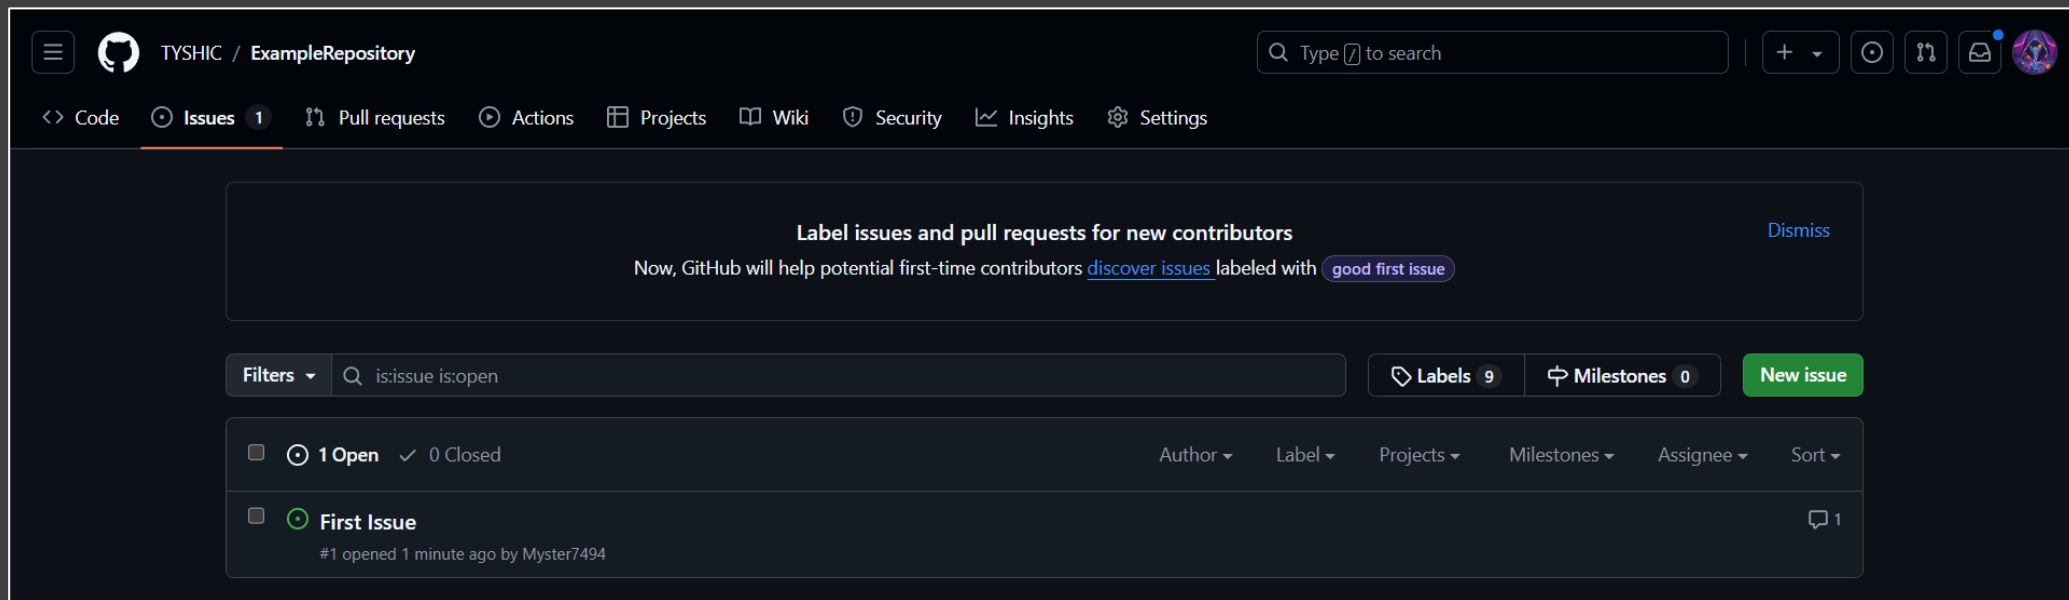 TYSHIC / ExampleRepository
Type / to search
Code
Issues 1
Pull requests
Actions
Projects
Wiki
Security
Insights
Settings
Label issues and pull requests for new contributors
Dismiss
Now, GitHub will help potential first-time contributors discover issues labeled with good first issue
Filters
is:issue is:open
Labels 9
Milestones 0
New issue
1 Open
0 Closed
Author
Label
Projects
Milestones
Assignee
Sort
First Issue
1
#1 opened 1 minute ago by Myster7494